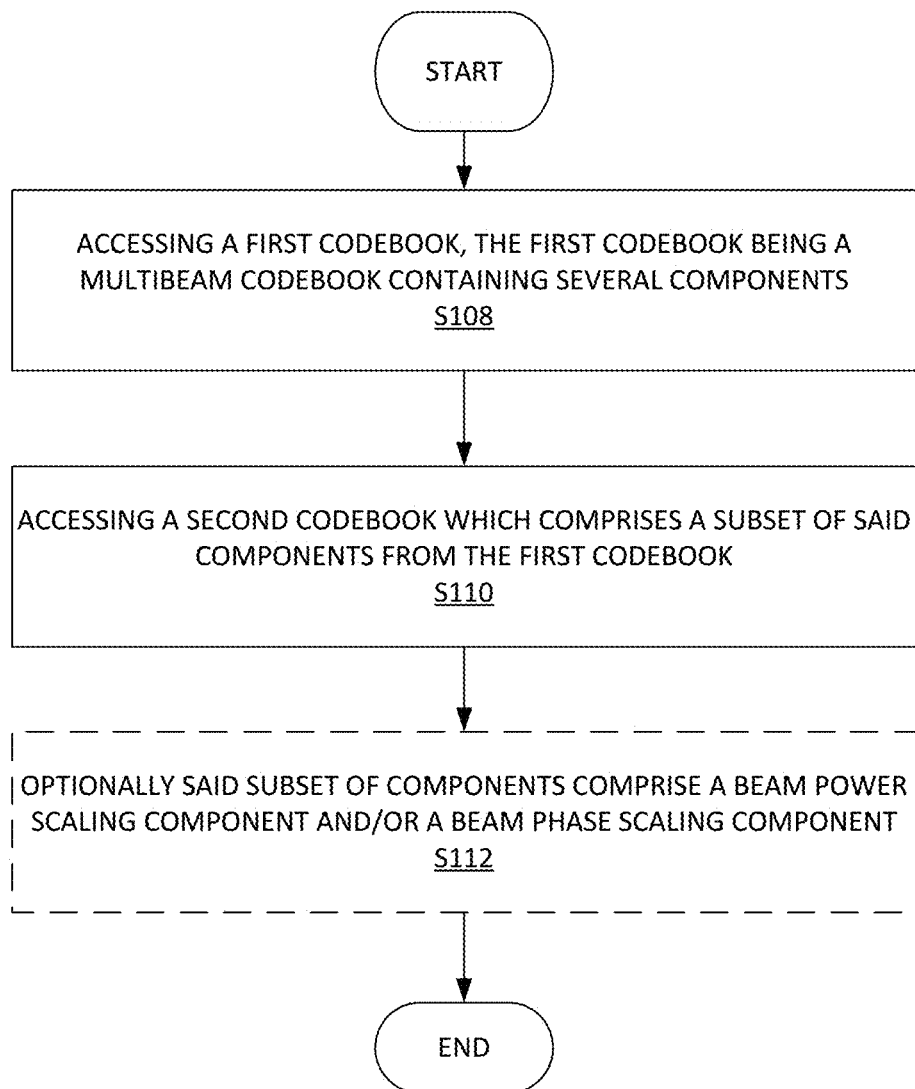 START
ACCESSING A FIRST CODEBOOK, THE FIRST CODEBOOK BEING A
MULTIBEAM CODEBOOK CONTAINING SEVERAL COMPONENTS
S108
ACCESSING A SECOND CODEBOOK WHICH COMPRISES A SUBSET OF SAID
COMPONENTS FROM THE FIRST CODEBOOK
S110
OPTIONALLY SAID SUBSET OF COMPONENTS COMPRISE A BEAM POWER
SCALING COMPONENT AND/OR A BEAM PHASE SCALING COMPONENT
S112
END